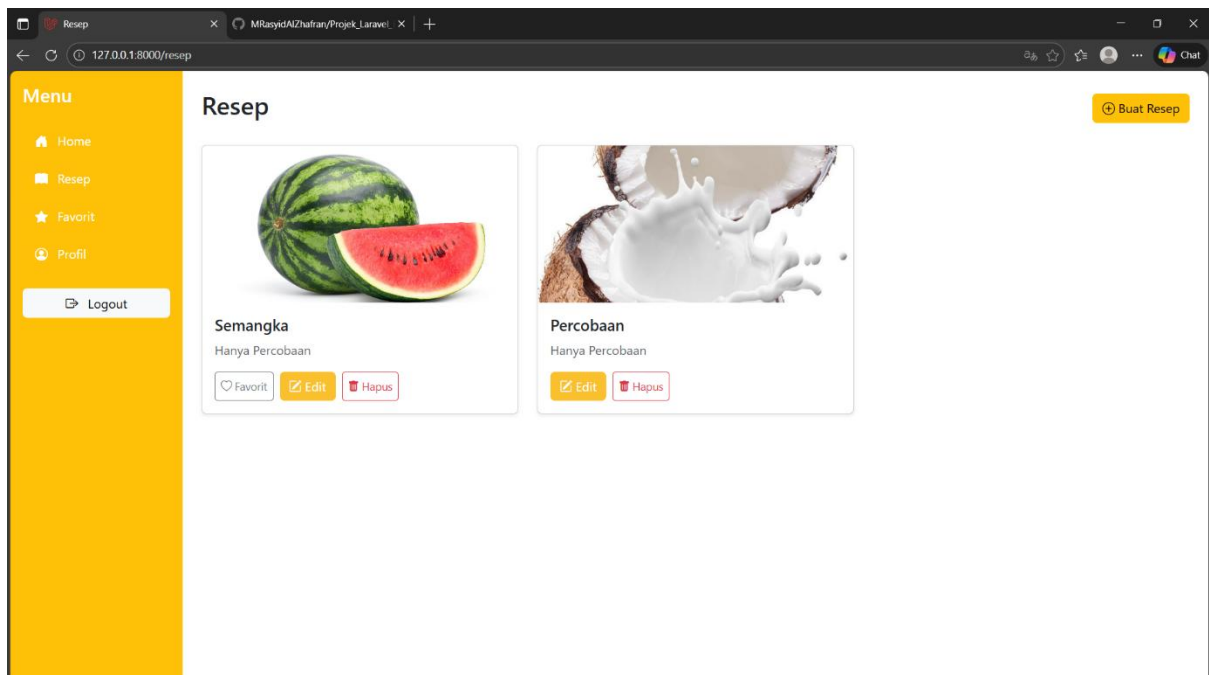 Resep
MRasyidAlZhafran/Projek_Laravel_
127.0.0.1:8000/resep
Chat
Menu
Home
Resep
Favorit
Profil
Logout
Resep
Buat Resep
Semangka
Hanya Percobaan
Favorit Edit Hapus
Percobaan
Hanya Percobaan
Edit Hapus